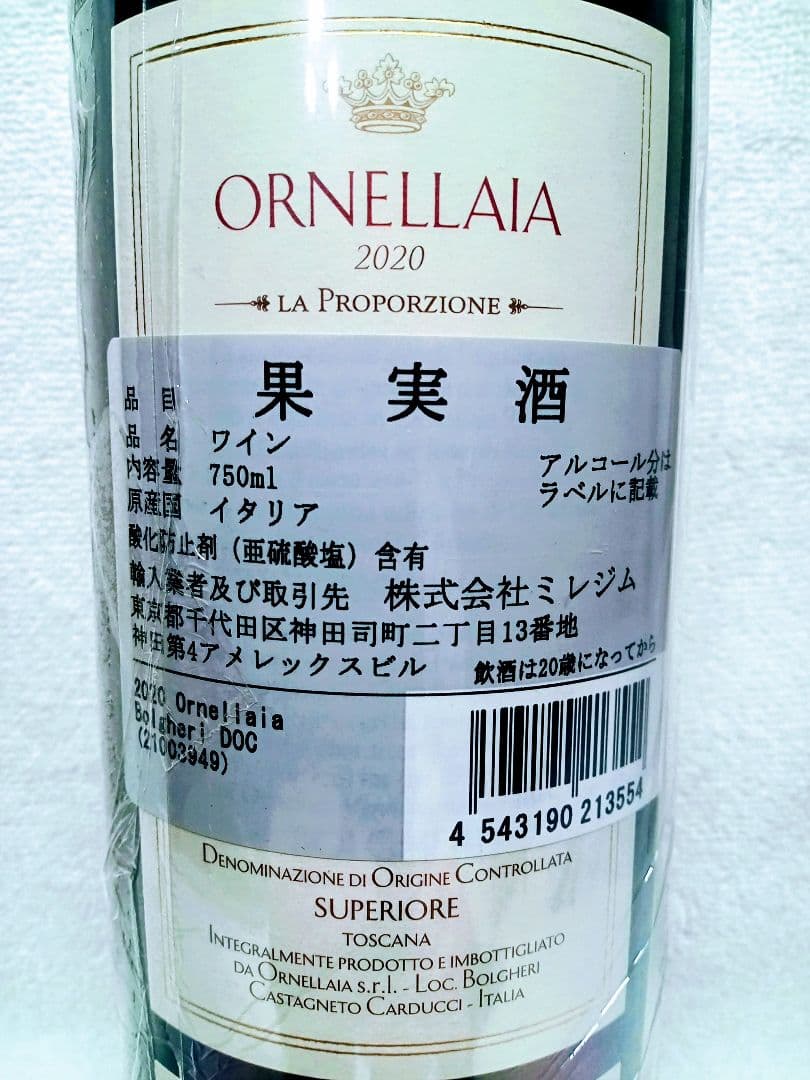 ORNELLAIA
2020
LA PROPORZIONE
品目 果実酒
品名 ワイン
内容量 750ml
アルコール分は
ラベルに記載
原産国 イタリア
酸化防止剤（亜硫酸塩）含有
輸入業者及び取引先 株式会社ミレジム
東京都千代田区神田司町二丁目13番地
神田第4アメレックスビル 飲酒は20歳になってから
2020 Ornellaia
Bolgheri DOC
(21003949)
4 543190 213554
DENOMINAZIONE DI ORIGINE CONTROLLATA
SUPERIORE
TOSCANA
INTEGRALMENTE PRODOTTO E IMBOTTIGLIATO
DA ORNELLAIA s.r.l. - LOC. BOLGHERI
CASTAGNETO CARDUCCI - ITALIA